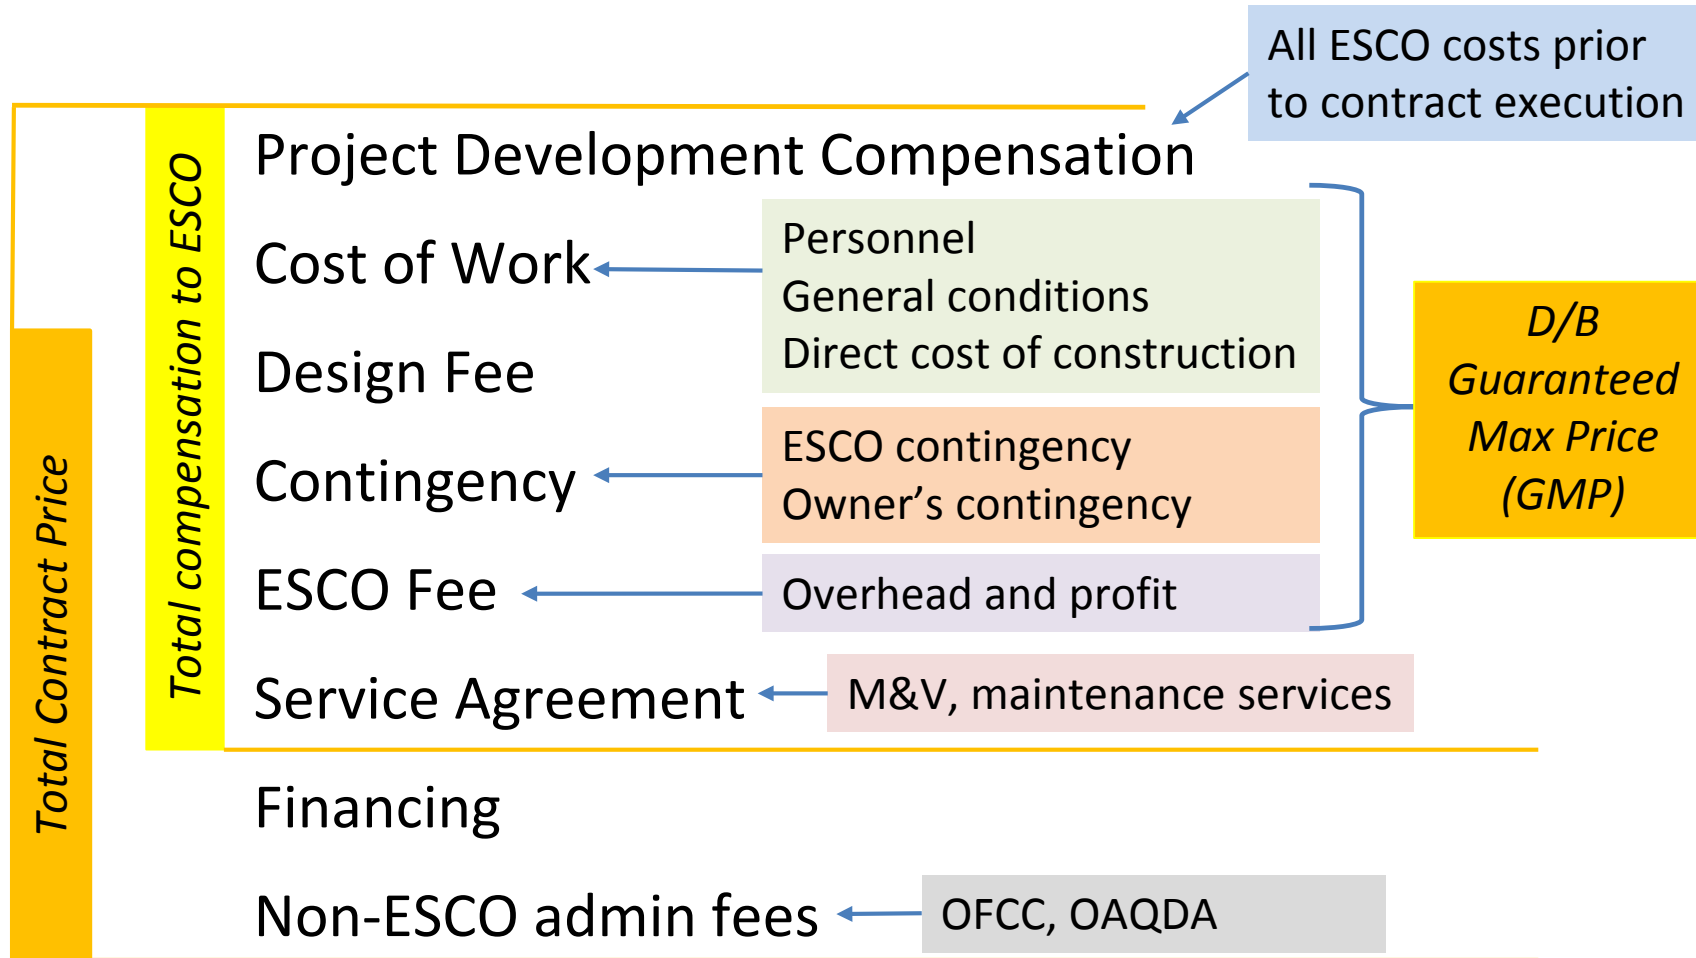 All ESCO costs prior
to contract execution
Project Development Compensation
Cost of Work
Personnel
General conditions
Direct cost of construction
Design Fee
Contingency
ESCO contingency
Owner’s contingency
ESCO Fee
Overhead and profit
Service Agreement
M&V, maintenance services
Financing
Non-ESCO admin fees
OFCC, OAQDA
D/B
Guaranteed
Max Price
(GMP)
Total compensation to ESCO
Total Contract Price